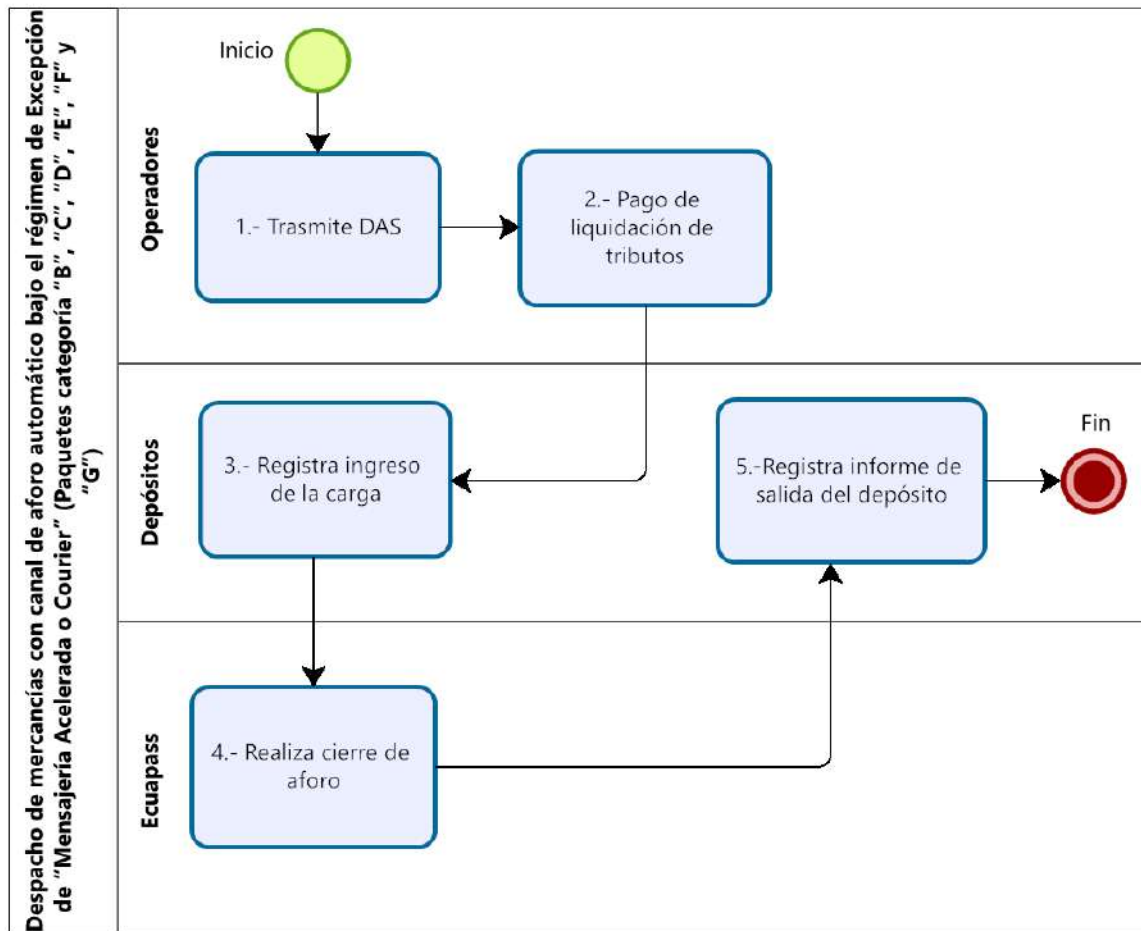 Despacho de mercancías con canal de aforo automático bajo el régimen de Excepción
de "Mensajería Acelerada o Courier" (Paquetes categoría "B", "C", "D", "E", "F" y
"G")
Operadores
Inicio
1.- Trasmite DAS
2.- Pago de
liquidación de
tributos
Depósitos
3.- Registra ingreso
de la carga
5.-Registra informe de
salida del depósito
Fin
Ecuapass
4.- Realiza cierre de
aforo